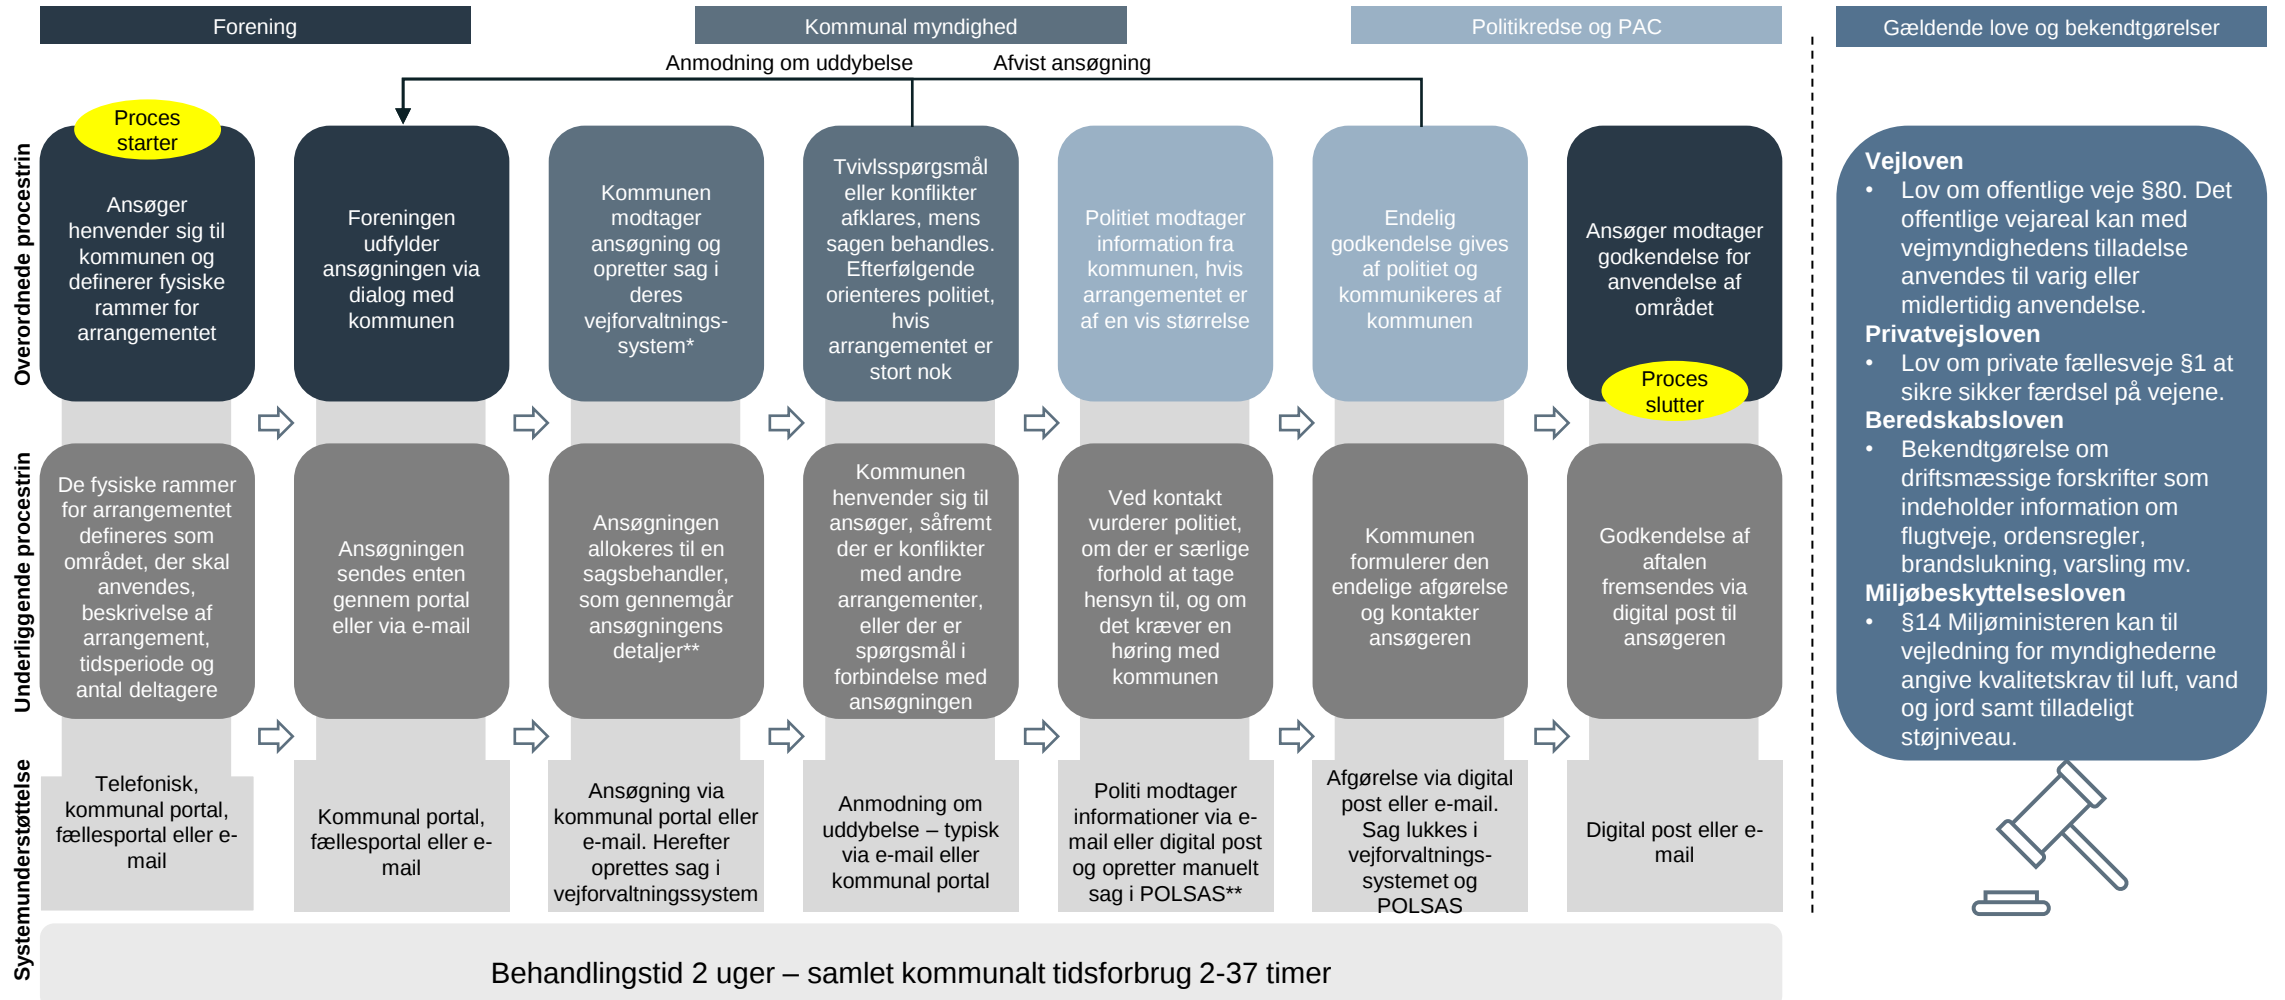 Forening
Kommunal myndighed
Politikredse og PAC
Gældende love og bekendtgørelser
Anmodning om uddybelse
Afvist ansøgning
Overordnede procestrin
Proces
starter
Ansøger
henvender sig til
kommunen og
definerer fysiske
rammer for
arrangementet
Foreningen
udfylder
ansøgningen via
dialog med
kommunen
Kommunen
modtager
ansøgning og
opretter sag i
deres
vejforvaltnings-
system*
Tvivlsspørgsmål
eller konflikter
afklares, mens
sagen behandles.
Efterfølgende
orienteres politiet,
hvis
arrangementet er
stort nok
Politiet modtager
information fra
kommunen, hvis
arrangementet er
af en vis størrelse
Endelig
godkendelse gives
af politiet og
kommunikeres af
kommunen
Ansøger modtager
godkendelse for
anvendelse af
området
Proces
slutter
Underliggende procestrin
De fysiske rammer
for arrangementet
defineres som
området, der skal
anvendes,
beskrivelse af
arrangement,
tidsperiode og
antal deltagere
Ansøgningen
sendes enten
gennem portal
eller via e-mail
Ansøgningen
allokeres til en
sagsbehandler,
som gennemgår
ansøgningens
detaljer**
Kommunen
henvender sig til
ansøger, såfremt
der er konflikter
med andre
arrangementer,
eller der er
spørgsmål i
forbindelse med
ansøgningen
Ved kontakt
vurderer politiet,
om der er særlige
forhold at tage
hensyn til, og om
det kræver en
høring med
kommunen
Kommunen
formulerer den
endelige afgørelse
og kontakter
ansøgeren
Godkendelse af
aftalen
fremsendes via
digital post til
ansøgeren
Systemunderstøttelse
Telefonisk,
kommunal portal,
fællesportal eller e-
mail
Kommunal portal,
fællesportal eller e-
mail
Ansøgning via
kommunal portal eller
e-mail. Herefter
oprettes sag i
vejforvaltningssystem
Anmodning om
uddybelse – typisk
via e-mail eller
kommunal portal
Politi modtager
informationer via e-
mail eller digital post
og opretter manuelt
sag i POLSAS**
Afgørelse via digital
post eller e-mail.
Sag lukkes i
vejforvaltnings-
systemet og
POLSAS
Digital post eller e-
mail
Behandlingstid 2 uger – samlet kommunalt tidsforbrug 2-37 timer
Vejloven
• Lov om offentlige veje §80. Det
offentlige vejareal kan med
vejmyndighedens tilladelse
anvendes til varig eller
midlertidig anvendelse.
Privatvejsloven
• Lov om private fællesveje §1 at
sikre sikker færdsel på vejene.
Beredskabsloven
• Bekendtgørelse om
driftsmæssige forskrifter som
indeholder information om
flugtveje, ordensregler,
brandslukning, varsling mv.
Miljøbeskyttelsesloven
• §14 Miljøministeren kan til
vejledning for myndighederne
angive kvalitetskrav til luft, vand
og jord samt tilladeligt
støjniveau.